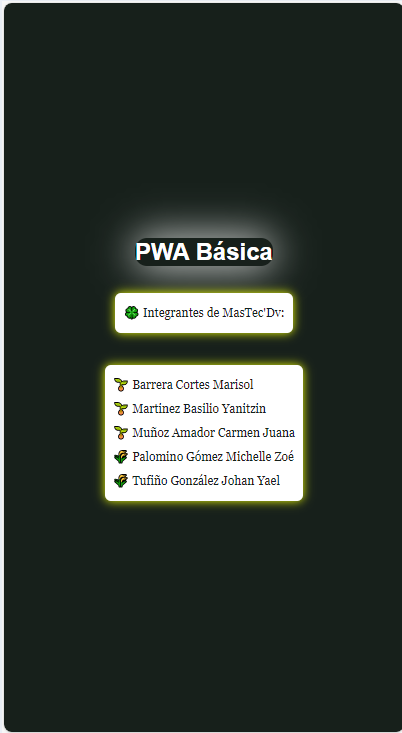 PWA Básica
🍀 Integrantes de MasTec'Dv:
Barrera Cortes Marisol
Martinez Basilio Yanitzin
Muñoz Amador Carmen Juana
Palomino Gómez Michelle Zoé
Tufiño González Johan Yael